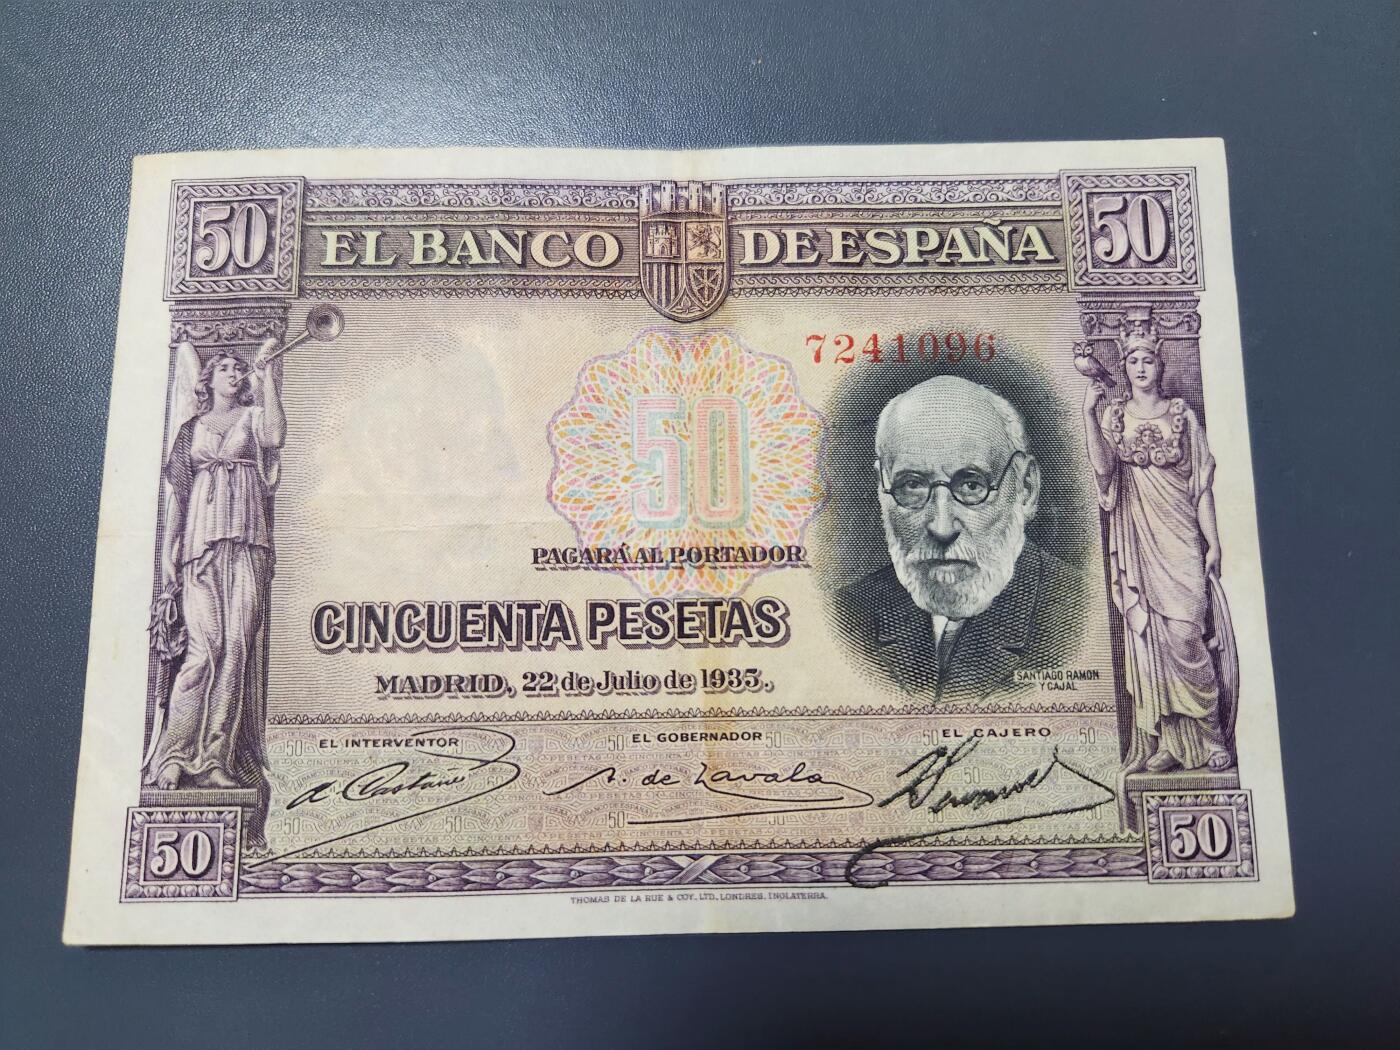 50 50
EL BANCO DE ESPAÑA
7241096
50
PAGARÁ AL PORTADOR
CINCUENTA PESETAS
MADRID, 22 de Julio de 1935.
SANTIAGO RAMON
Y CAJAL
EL INTERVENTOR EL GOBERNADOR EL CAJERO
A. de Zavala
50 50
THOMAS DE LA RUE & COY. LTD. LONDRES. INGLATERRA.